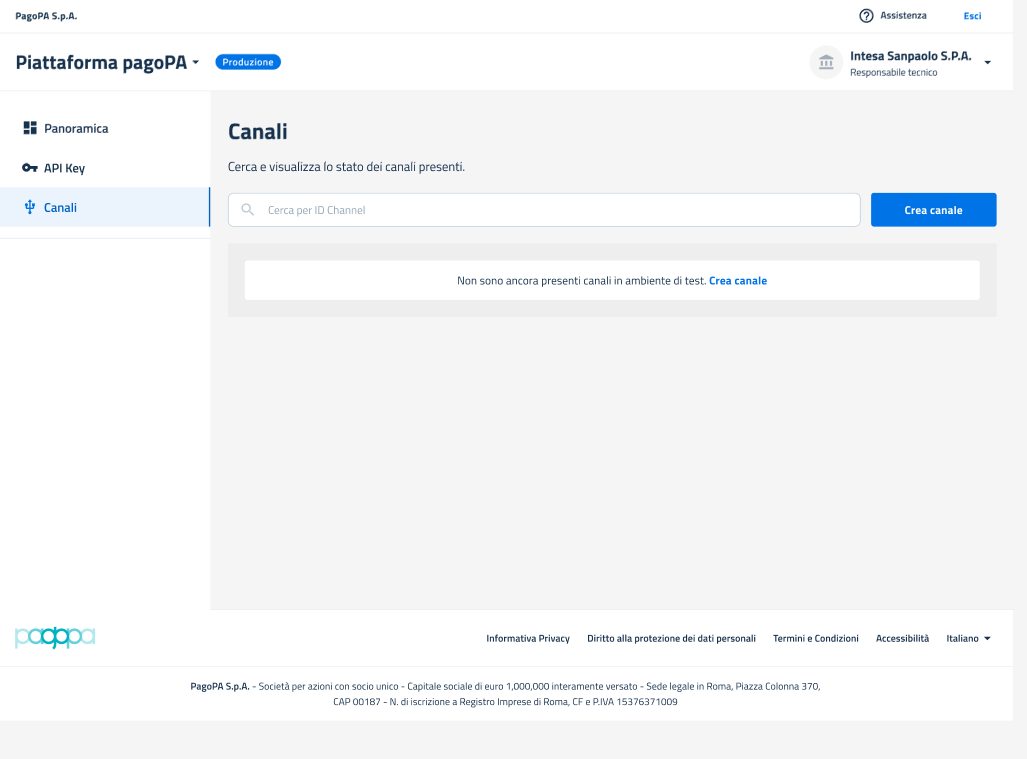 PagoPA S.p.A.
Assistenza
Esci
Piattaforma pagoPA
Produzione
Intesa Sanpaolo S.P.A.
Responsabile tecnico
Panoramica
API Key
Canali
Canali
Cerca e visualizza lo stato dei canali presenti.
Cerca per ID Channel
Crea canale
Non sono ancora presenti canali in ambiente di test. Crea canale
pagopa
Informativa Privacy
Diritto alla protezione dei dati personali
Termini e Condizioni
Accessibilità
Italiano
PagoPA S.p.A. - Società per azioni con socio unico - Capitale sociale di euro 1,000,000 interamente versato - Sede legale in Roma, Piazza Colonna 370,
CAP 00187 - N. di iscrizione a Registro Imprese di Roma, CF e P.IVA 15376371009